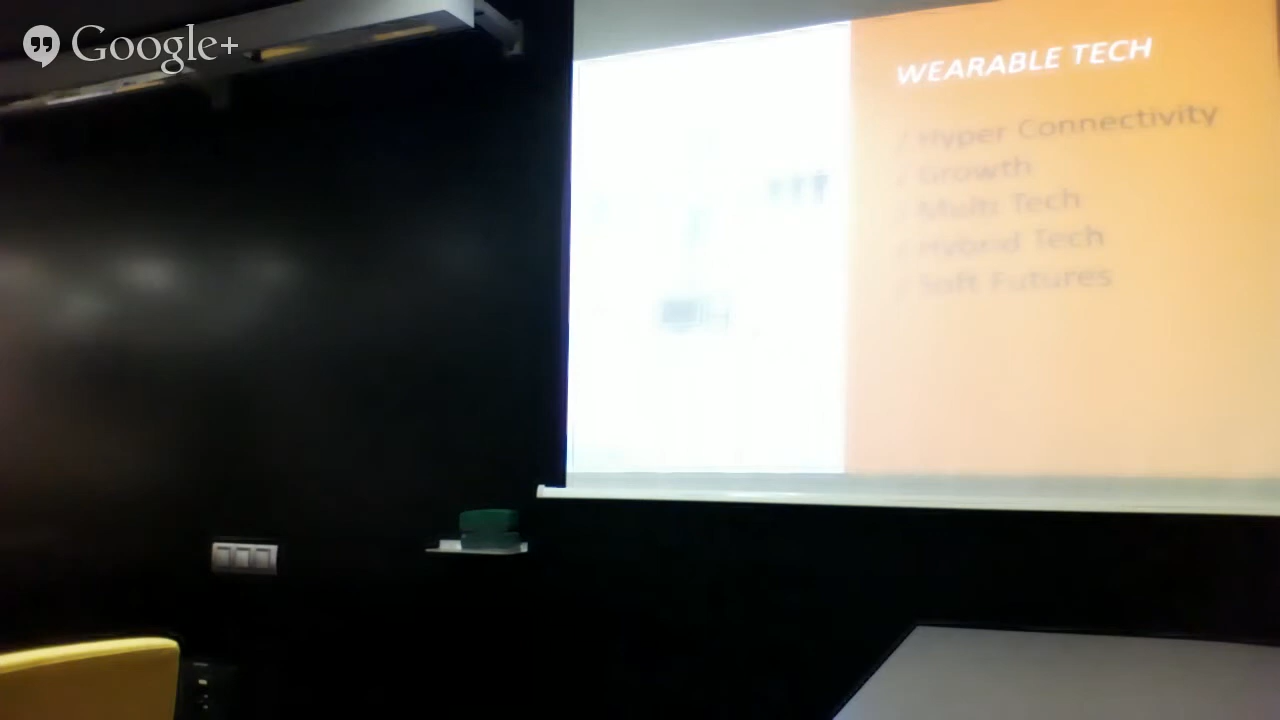 Google+
WEARABLE TECH
/ Hyper Connectivity
/ Growth
/ Multi Tech
/ Hybrid Tech
/ Soft Futures